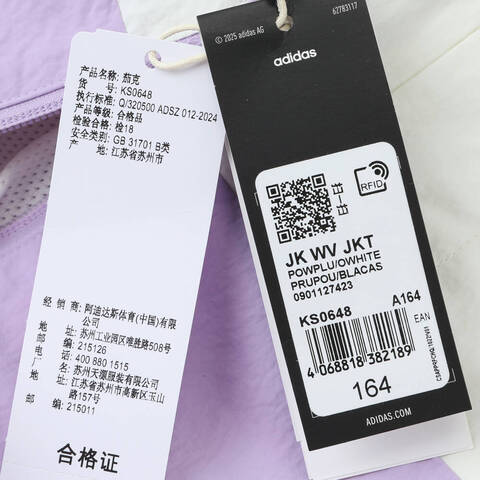 产品名称: 茄克
货 号: KS0648
执行标准: Q/320500 ADSZ 012-2024
产品等级: 合格品
检验合格: 检18
安全类别: GB 31701 B类
产 地: 江苏省苏州市
经 销 商: 阿迪达斯体育(中国)有限
公司
地 址: 苏州工业园区唯胜路508号
邮 编: 215126
电 话: 400 880 1515
苏州天源服装有限公司
地 址: 江苏省苏州市高新区玉山
路157号
邮 编: 215011
合格证
62783117
© 2025 adidas AG
adidas
RFID
JK WV JKT
POWPLU/OWHITE
PRUPOU/BLACAS
0901127423
KS0648 A164
EAN
4 068818 382189
164
ADIDAS.COM